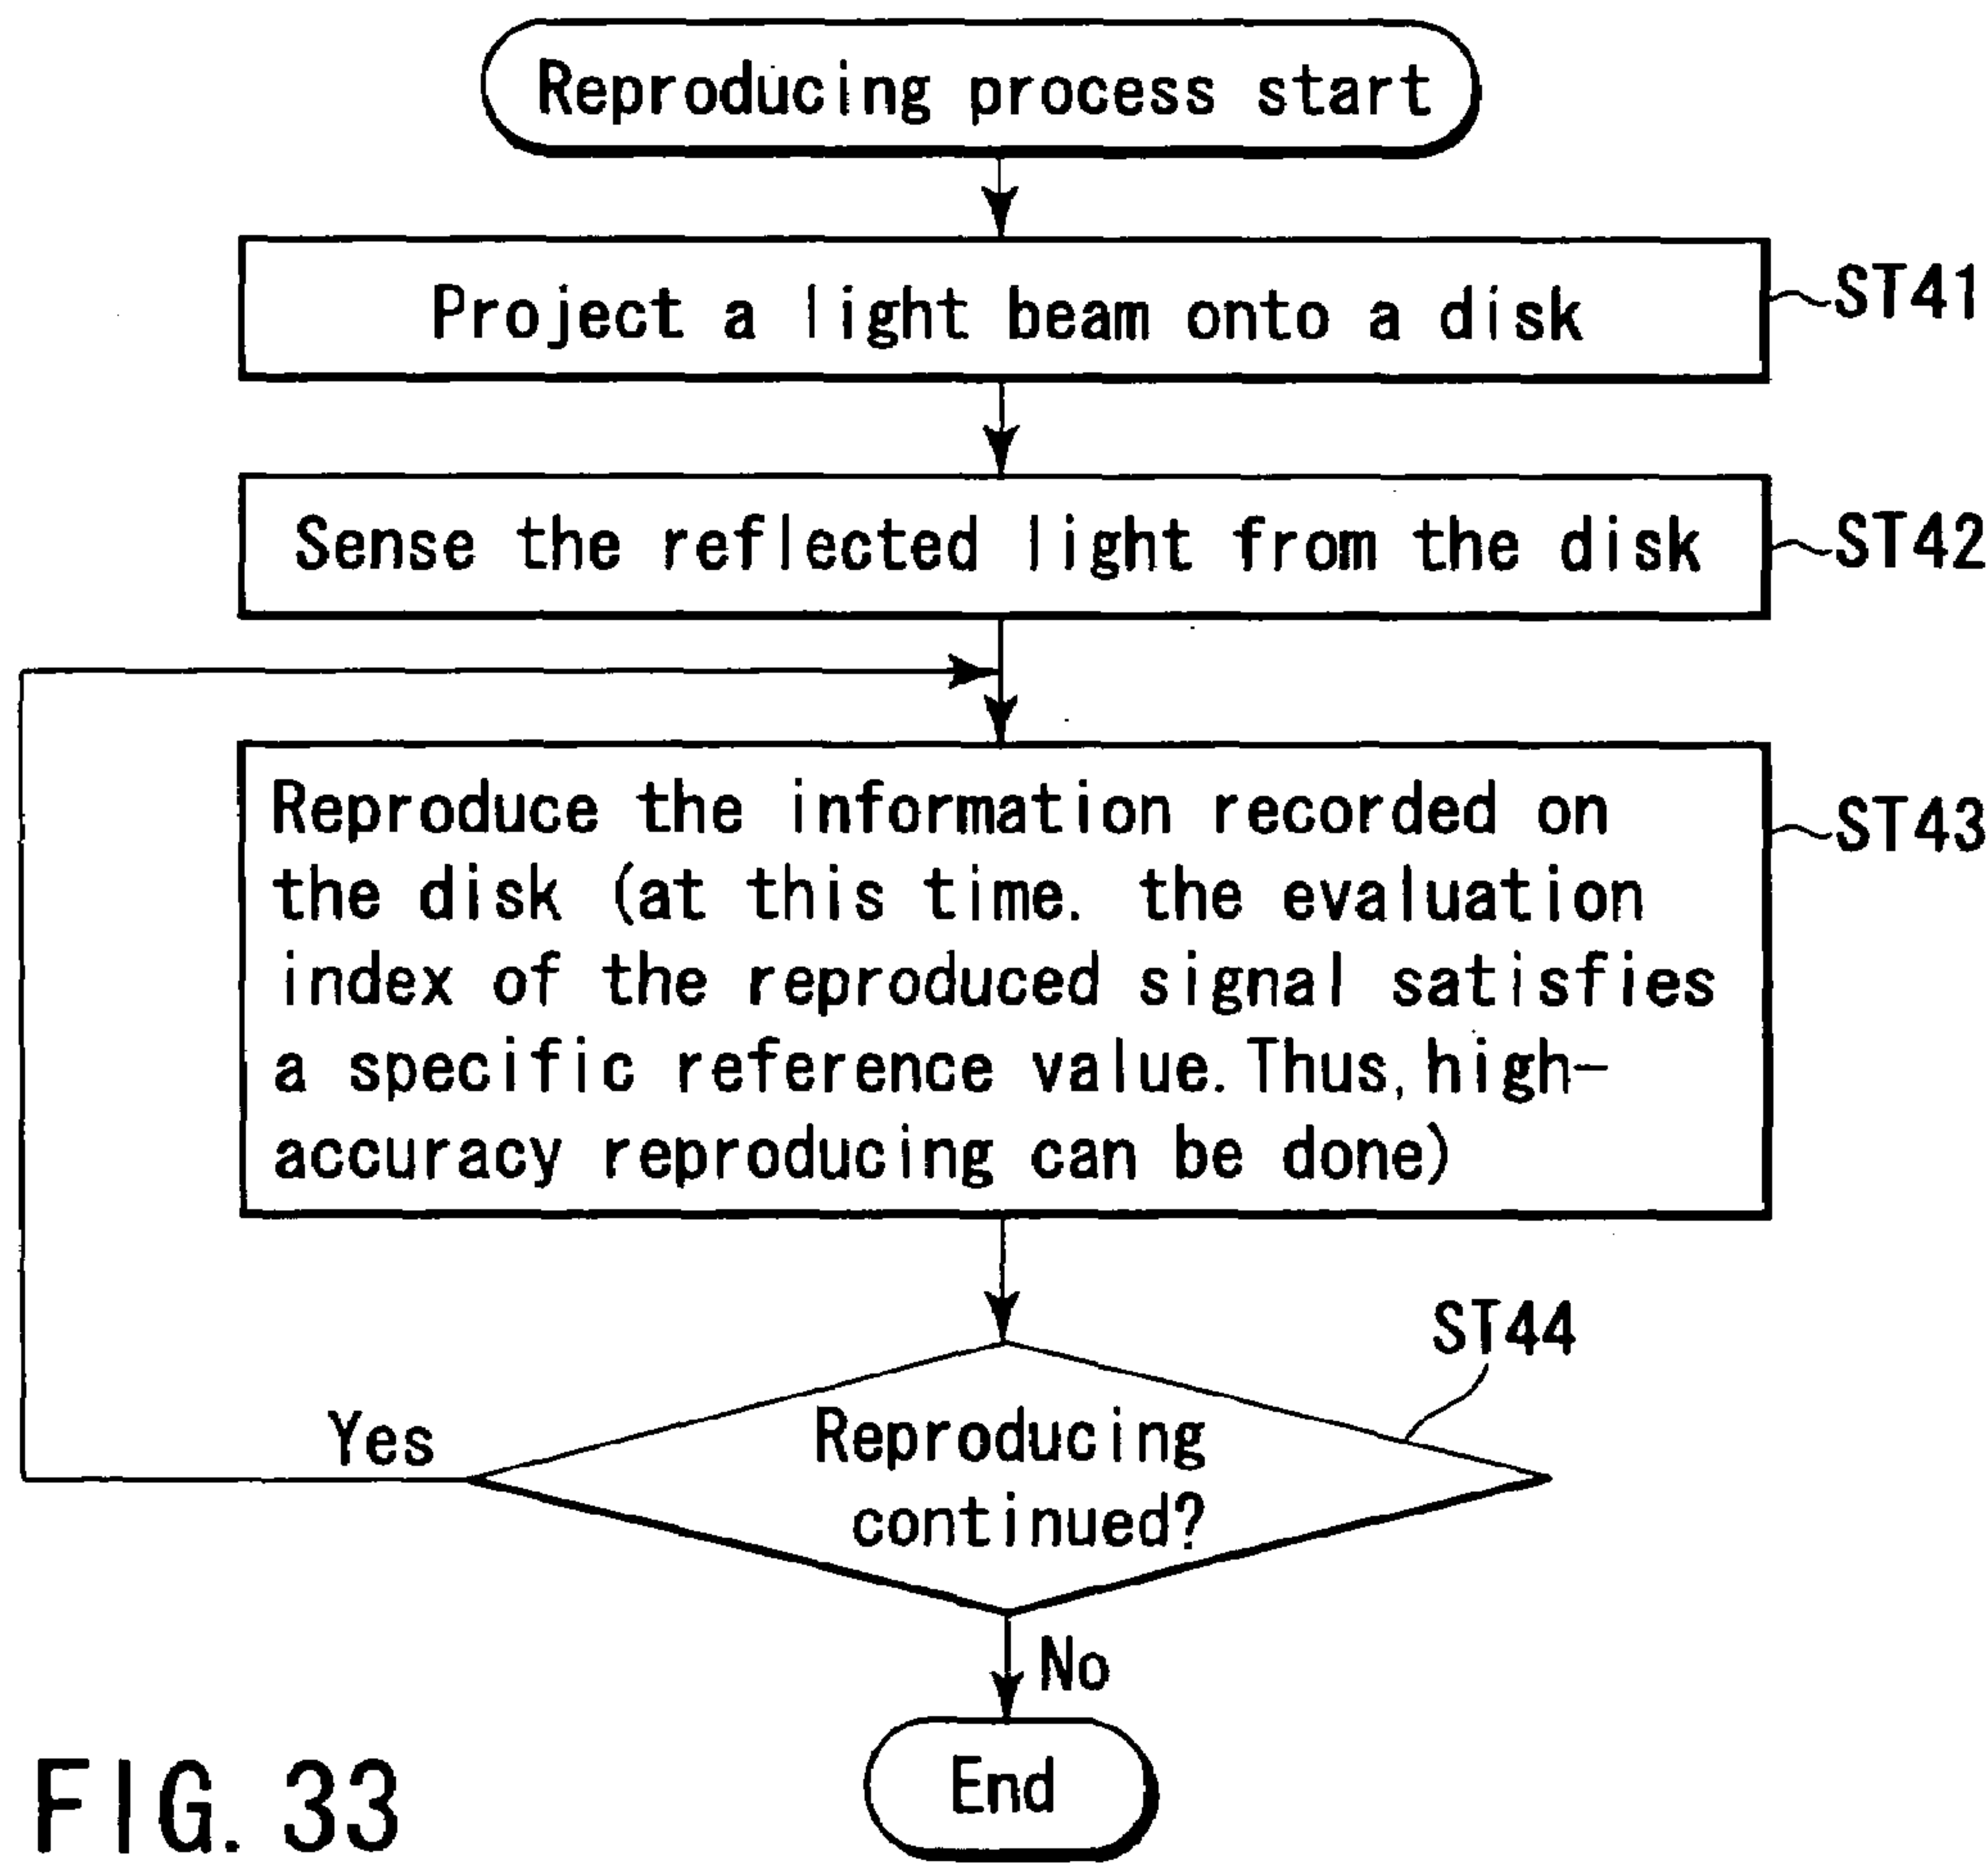 Reproducing process start
Project a light beam onto a disk
ST41
Sense the reflected light from the disk
ST42
Reproduce the information recorded on
the disk (at this time. the evaluation
index of the reproduced signal satisfies
a specific reference value. Thus, high-
accuracy reproducing can be done)
ST43
ST44
Reproducing
continued?
Yes
No
End
FIG. 33